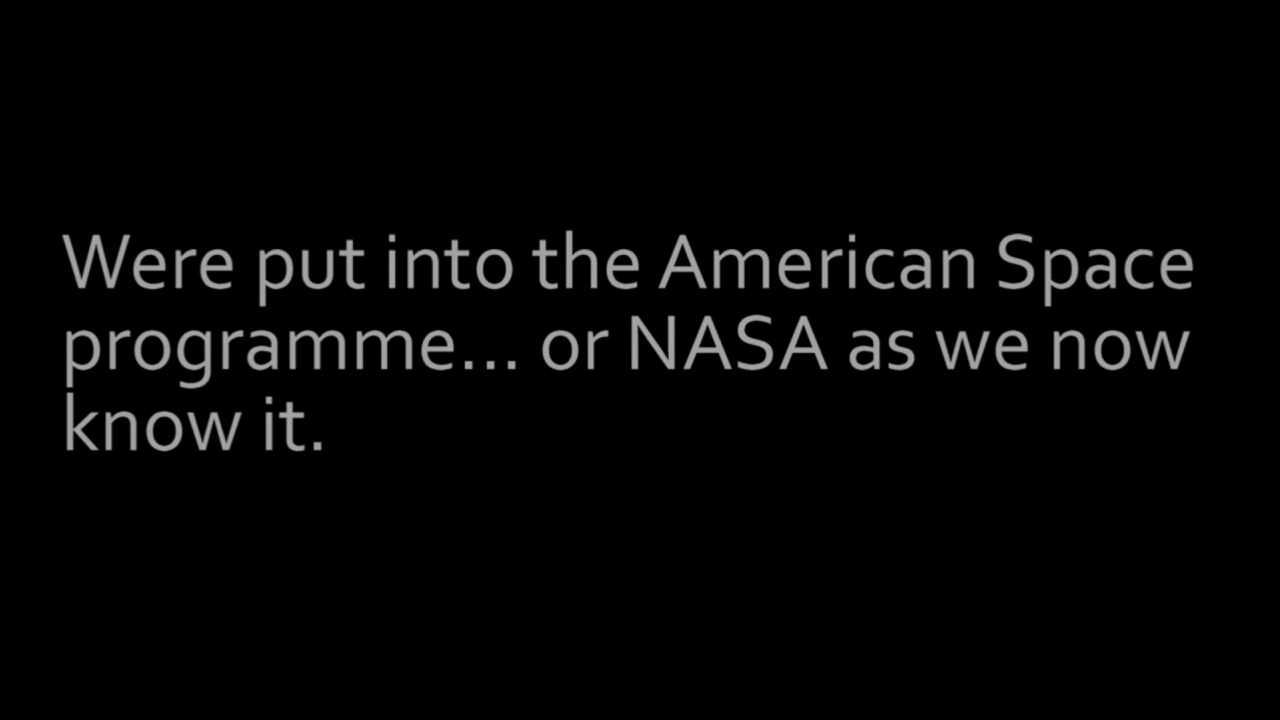 Were put into the American Space
programme... or NASA as we now
know it.